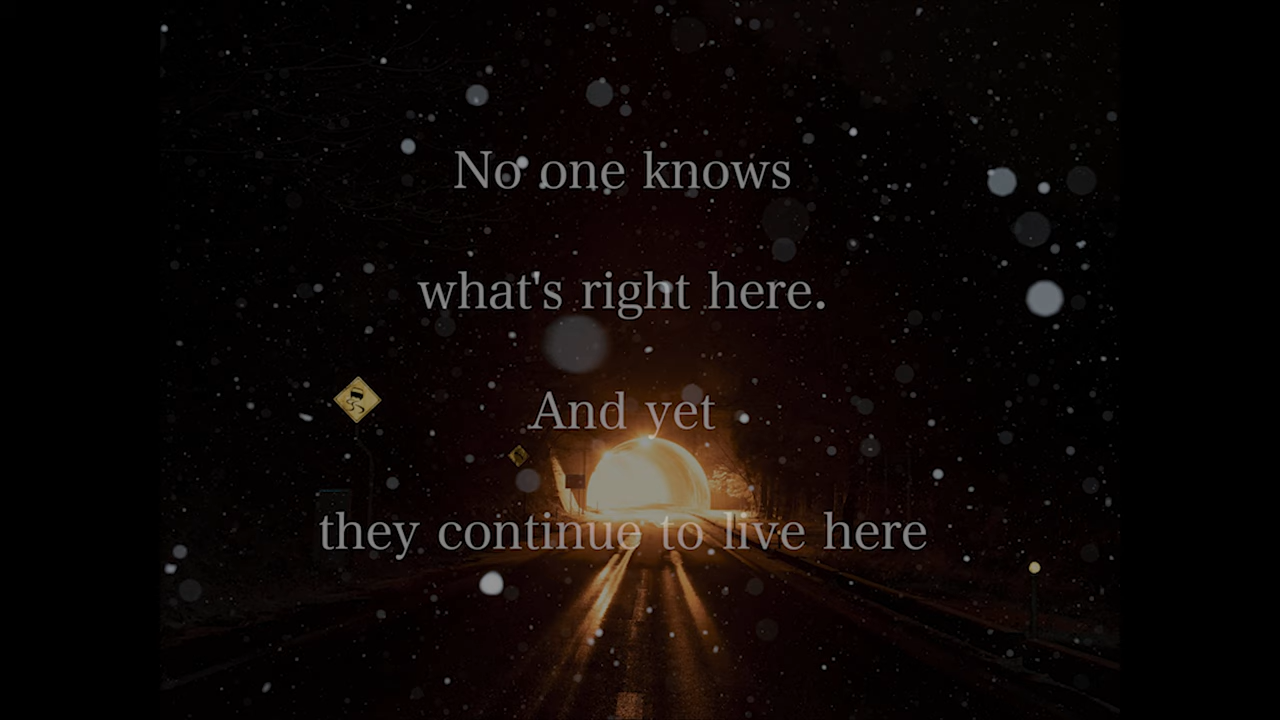 No one knows
what's right here.
And yet
they continue to live here